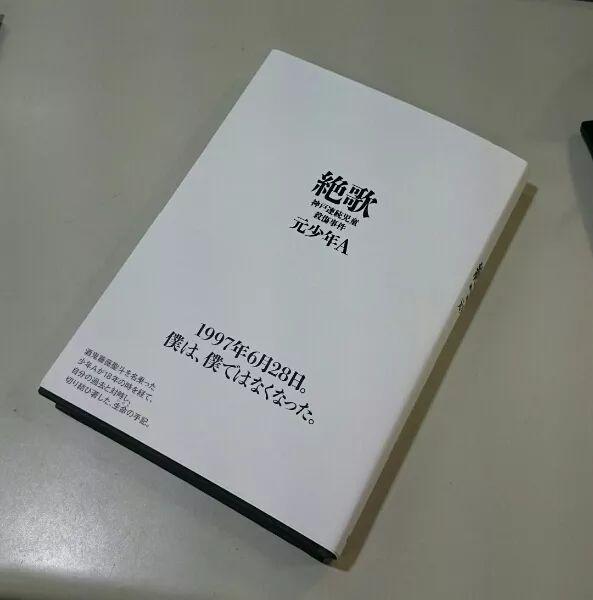 絶歌
神戸連続児童
殺傷事件
元少年A
1997年6月28日。
僕は、僕ではなくなった。
酒鬼薔薇聖斗を名乗った
少年Aが18年の時を経て、
自分の過去と対峙し、
切り結び著した、生命の手記。